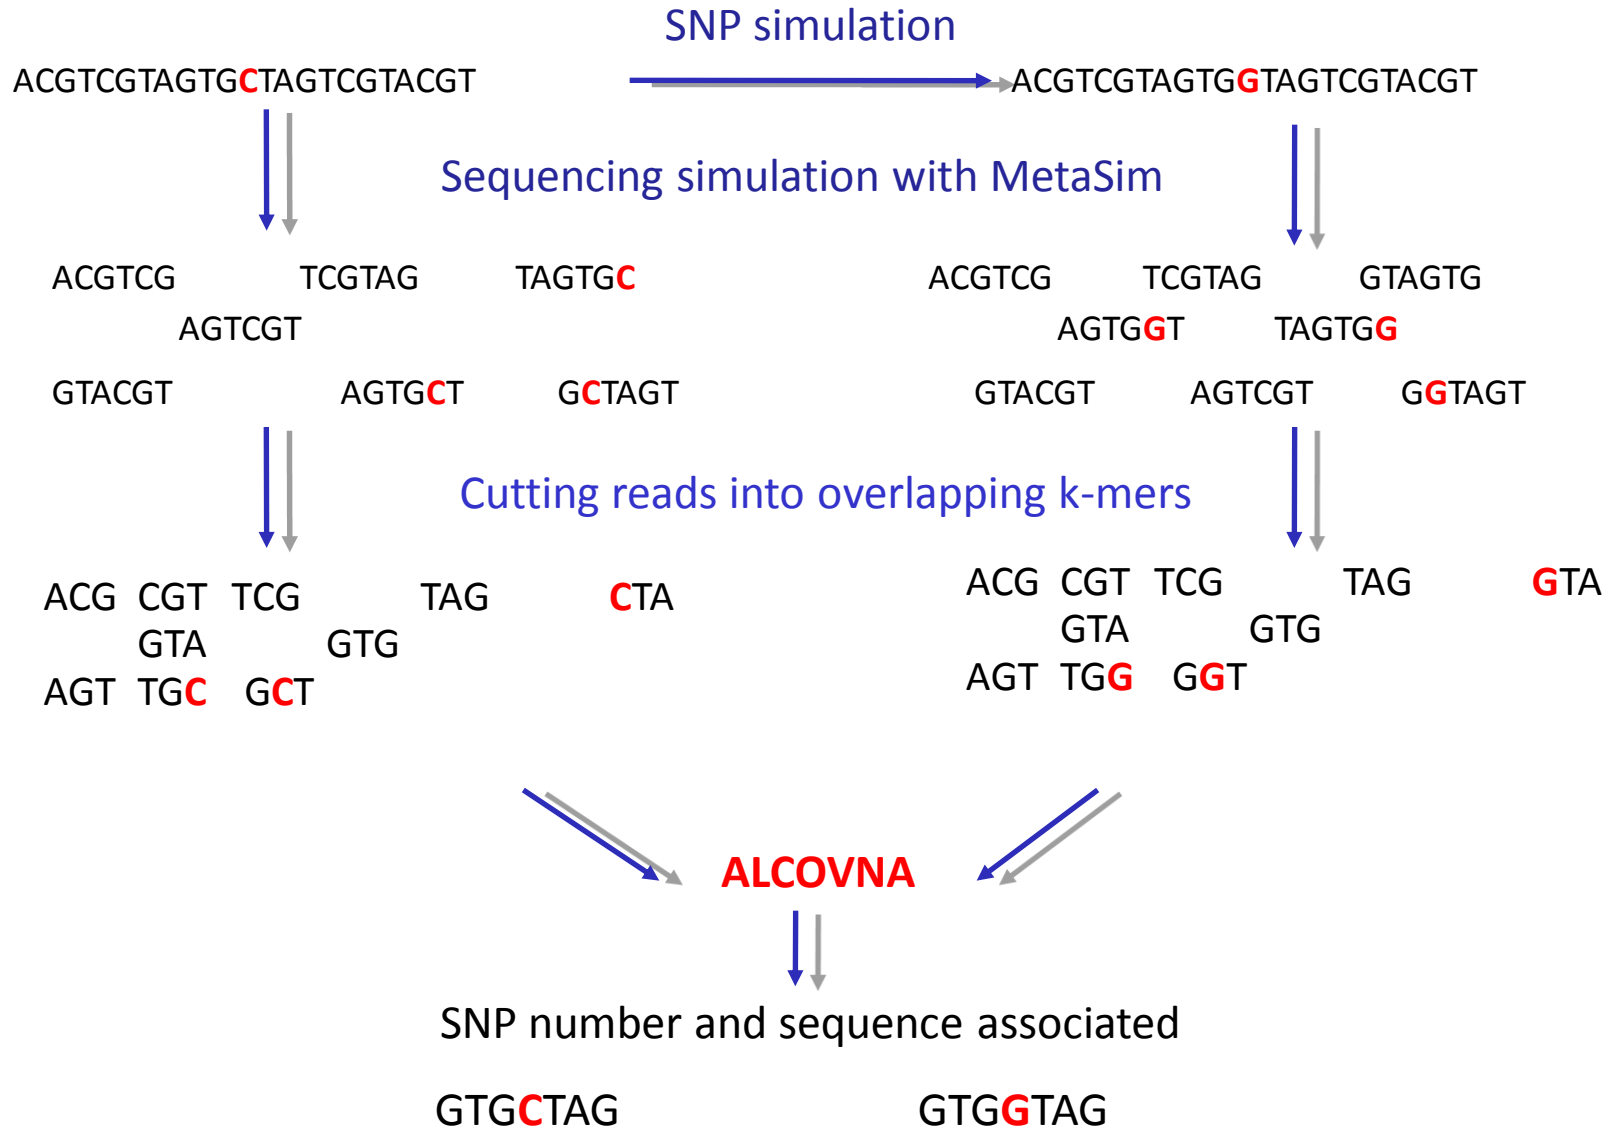 SNP simulation
ACGTCGTAGTGCTAGTCGTACGT ACGTCGTAGTGGTAGTCGTACGT
Sequencing simulation with MetaSim
ACGTCG TCGTAG TAGTGC ACGTCG TCGTAG GTAGTG
AGTCGT AGTGGT TAGTGG
GTACGT AGTGCT GCTAGT GTACGT AGTCGT GGTAGT
Cutting reads into overlapping k-mers
ACG CGT TCG TAG CTA ACG CGT TCG TAG GTA
GTA GTG GTA GTG
AGT TGC GCT AGT TGG GGT
ALCOVNA
SNP number and sequence associated
GTGCTAG GTGGTAG